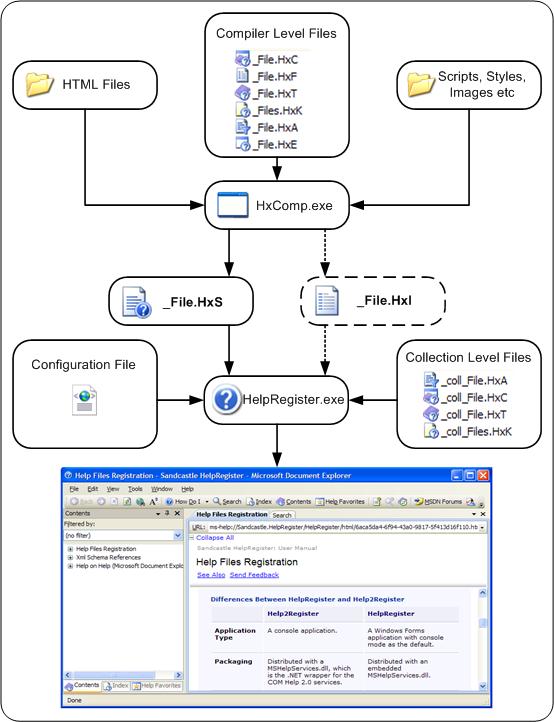 Compiler Level Files
_File.HxC
_File.HxF
_File.HxT
_Files.HxK
_File.HxA
_File.HxE
HTML Files
Scripts, Styles,
Images etc
HxComp.exe
_File.HxS
_File.HxI
Configuration File
HelpRegister.exe
Collection Level Files
_coll_File.HxA
_coll_File.HxC
_coll_File.HxT
_coll_Files.HxK
Help Files Registration - Sandcastle HelpRegister - Microsoft Document Explorer
File Edit View Tools Window Help
Back How Do I Search Index Contents Help Favorites MSDN Forums
Contents
Filtered by:
(no filter)
Help Files Registration
Xml Schema References
Help on Help (Microsoft Document Explo
Contents Index Help Favorites
Help Files Registration Search
URL: ms-help://Sandcastle.HelpRegister/HelpRegister/html/6aca5da4-6f94-43a0-9817-5f413d16f110.ht
Collapse All
Sandcastle HelpRegister User Manual
Help Files Registration
See Also Send Feedback
Differences Between HelpRegister and Help2Register
Help2Register HelpRegister
Application Type
A console application.
A Windows Forms
application with console
mode as the default.
Packaging
Distributed with a
MSHelpServices.dll, which
is the .NET wrapper for the
COM Help 2.0 services.
Distributed with an
embedded
MSHelpServices.dll.
Done